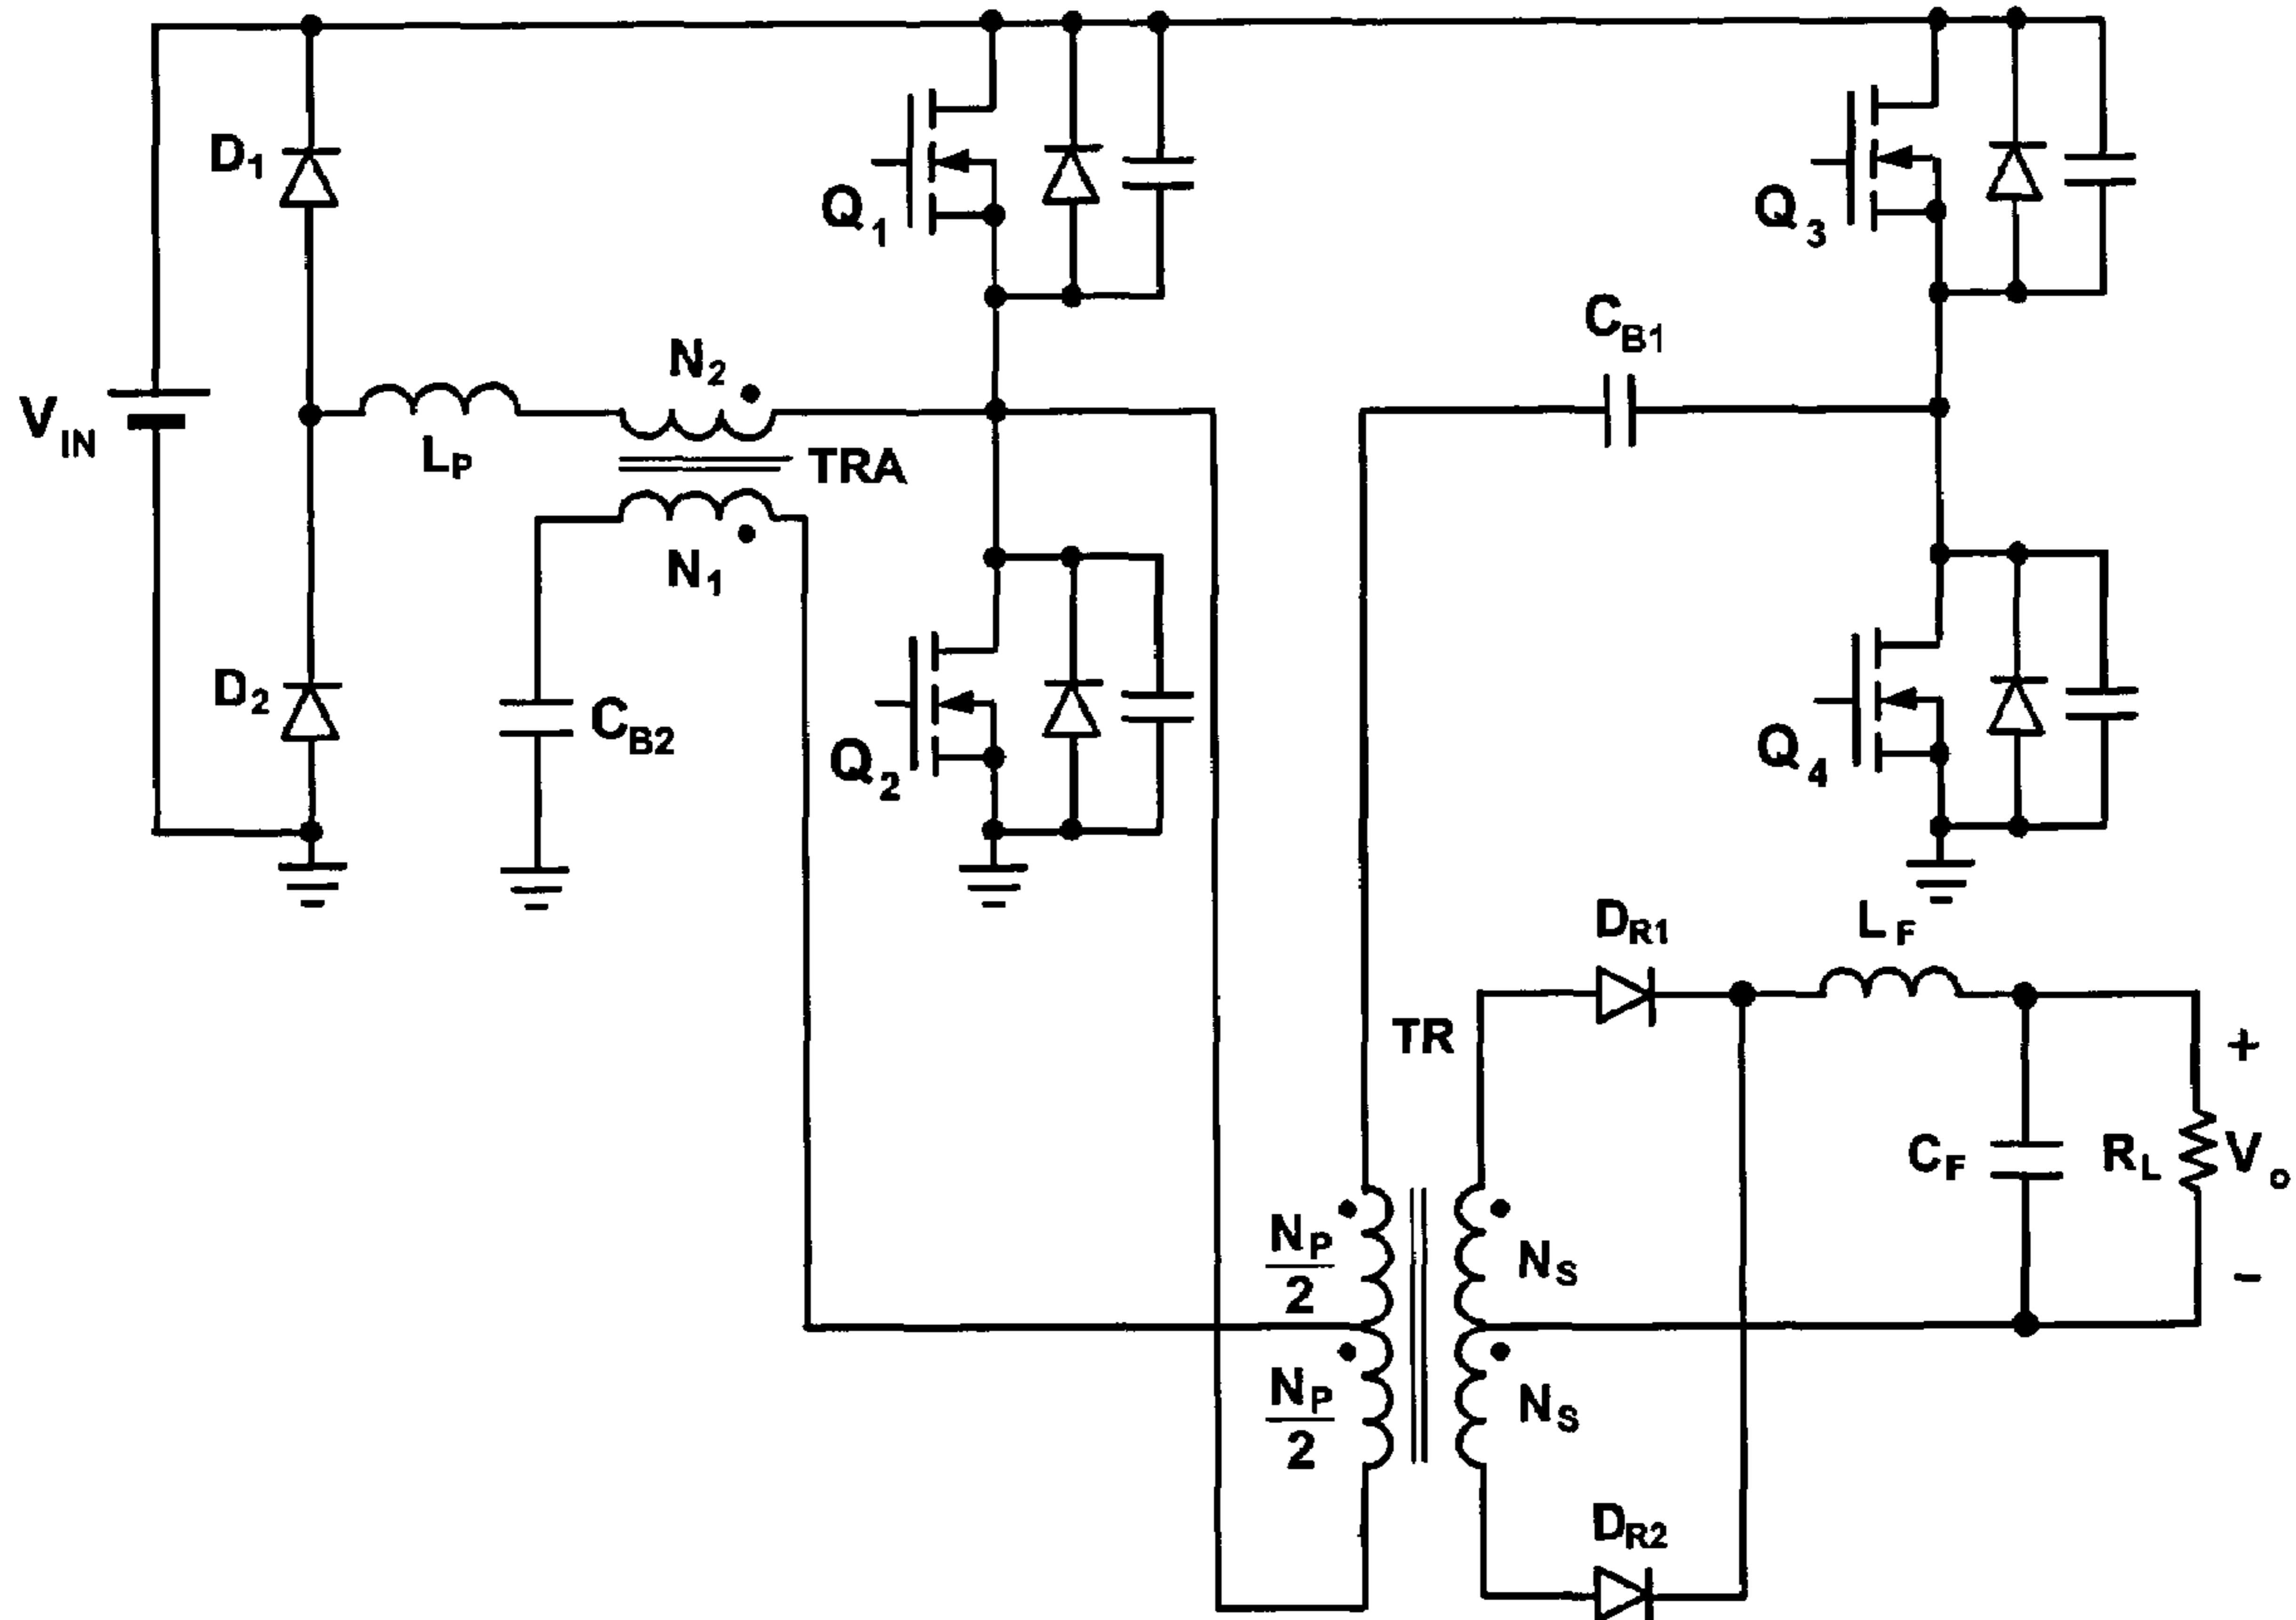 D1
Q1
Q3
CB1
N2
VIN
LP
TRA
N1
D2
CB2
Q2
Q4
DR1
LF
TR
+
NP
2
NS
CF
RL
Vo
−
NP
2
NS
DR2